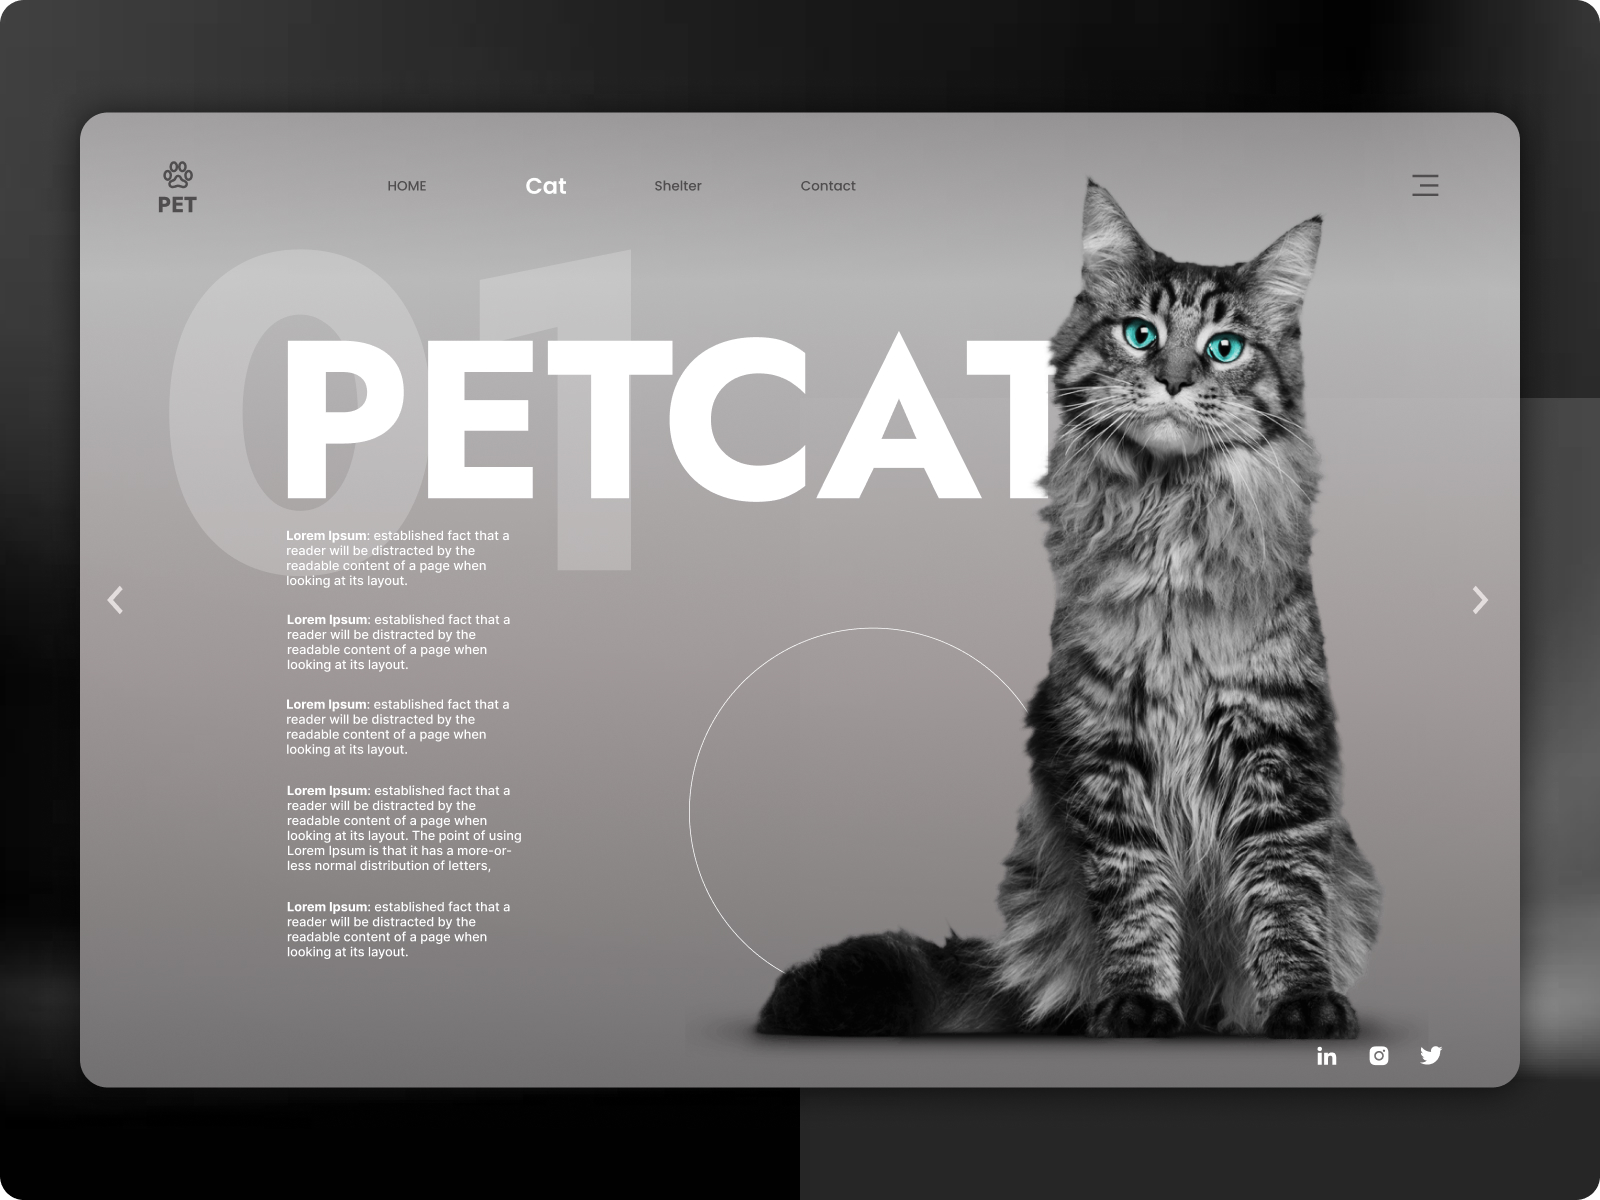 PET
HOME
Cat
Shelter
Contact
01
PETCAT
Lorem Ipsum: established fact that a
reader will be distracted by the
readable content of a page when
looking at its layout.
Lorem Ipsum: established fact that a
reader will be distracted by the
readable content of a page when
looking at its layout.
Lorem Ipsum: established fact that a
reader will be distracted by the
readable content of a page when
looking at its layout.
Lorem Ipsum: established fact that a
reader will be distracted by the
readable content of a page when
looking at its layout. The point of using
Lorem Ipsum is that it has a more-or-
less normal distribution of letters,
Lorem Ipsum: established fact that a
reader will be distracted by the
readable content of a page when
looking at its layout.
in